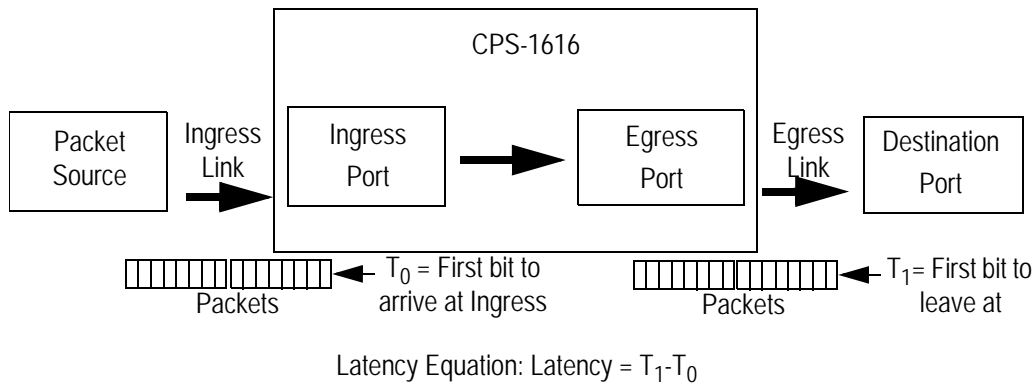 CPS-1616
Packet
Source
Ingress
Link
Ingress
Port
Egress
Port
Egress
Link
Destination
Port
T0 = First bit to
arrive at Ingress
Packets
T1= First bit to
leave at
Packets
Latency Equation: Latency = T1-T0